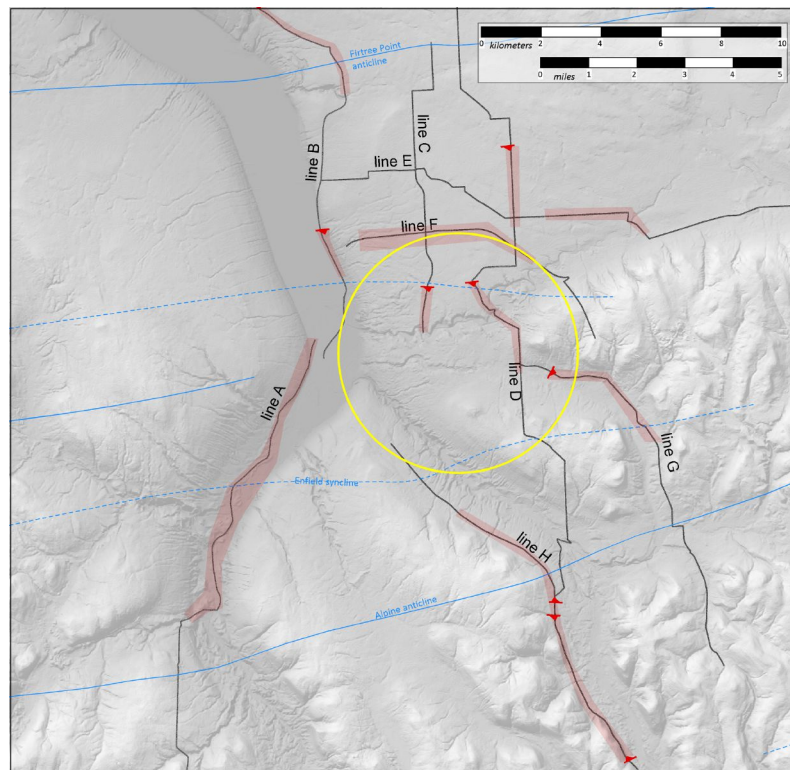 0 2 4 6 8 10
kilometers
0 1 2 3 4 5
miles
Firtree Point
anticline
line B
line C
line E
line F
line A
line D
line G
Enfield syncline
line H
Alpine anticline